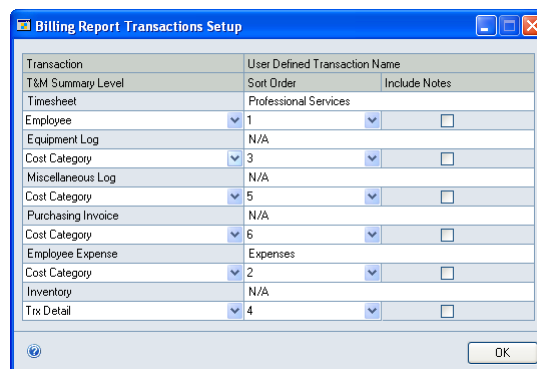 Billing Report Transactions Setup
Transaction User Defined Transaction Name
T&M Summary Level Sort Order Include Notes
Timesheet Professional Services
Employee 1
Equipment Log N/A
Cost Category 3
Miscellaneous Log N/A
Cost Category 5
Purchasing Invoice N/A
Cost Category 6
Employee Expense Expenses
Cost Category 2
Inventory N/A
Trx Detail 4
OK